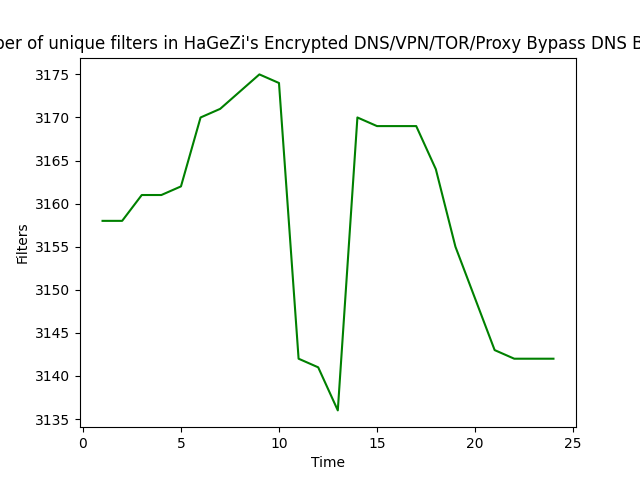 ber of unique filters in HaGeZi's Encrypted DNS/VPN/TOR/Proxy Bypass DNS B
3175
3170
3165
3160
3155
3150
3145
3140
3135
Filters
0 5 10 15 20 25
Time